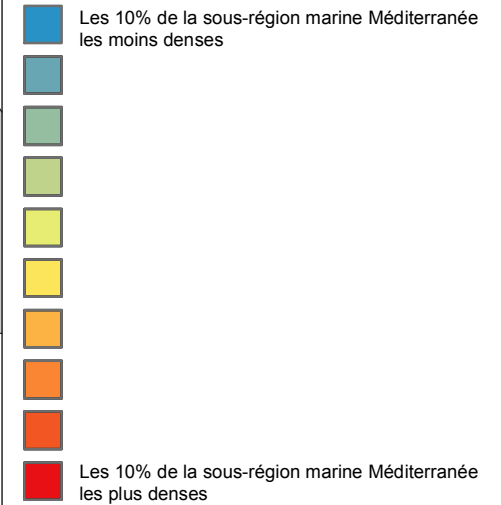 Les 10% de la sous-région marine Méditerranée
les moins denses
Les 10% de la sous-région marine Méditerranée
les plus denses